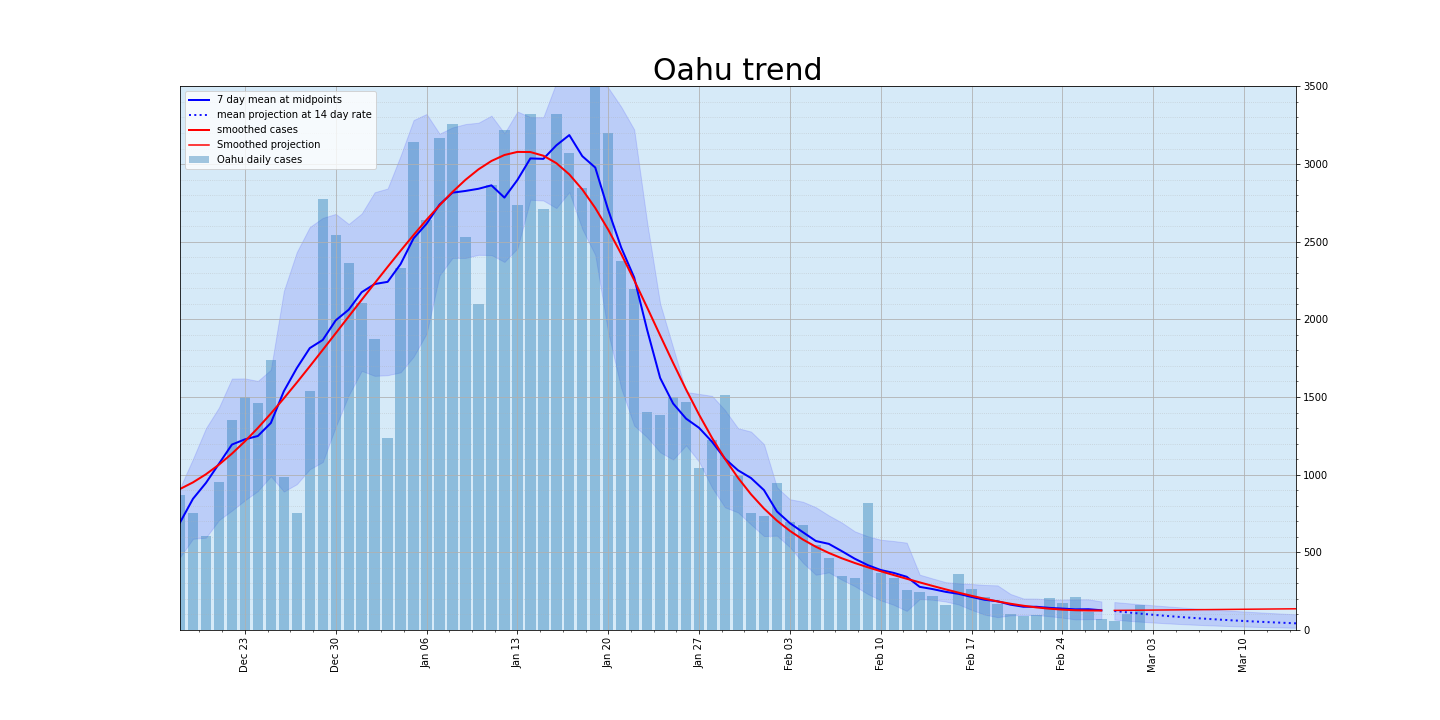 Oahu trend
7 day mean at midpoints
mean projection at 14 day rate
smoothed cases
Smoothed projection
Oahu daily cases
3500
3000
2500
2000
1500
1000
500
0
Dec 23
Dec 30
Jan 06
Jan 13
Jan 20
Jan 27
Feb 03
Feb 10
Feb 17
Feb 24
Mar 03
Mar 10